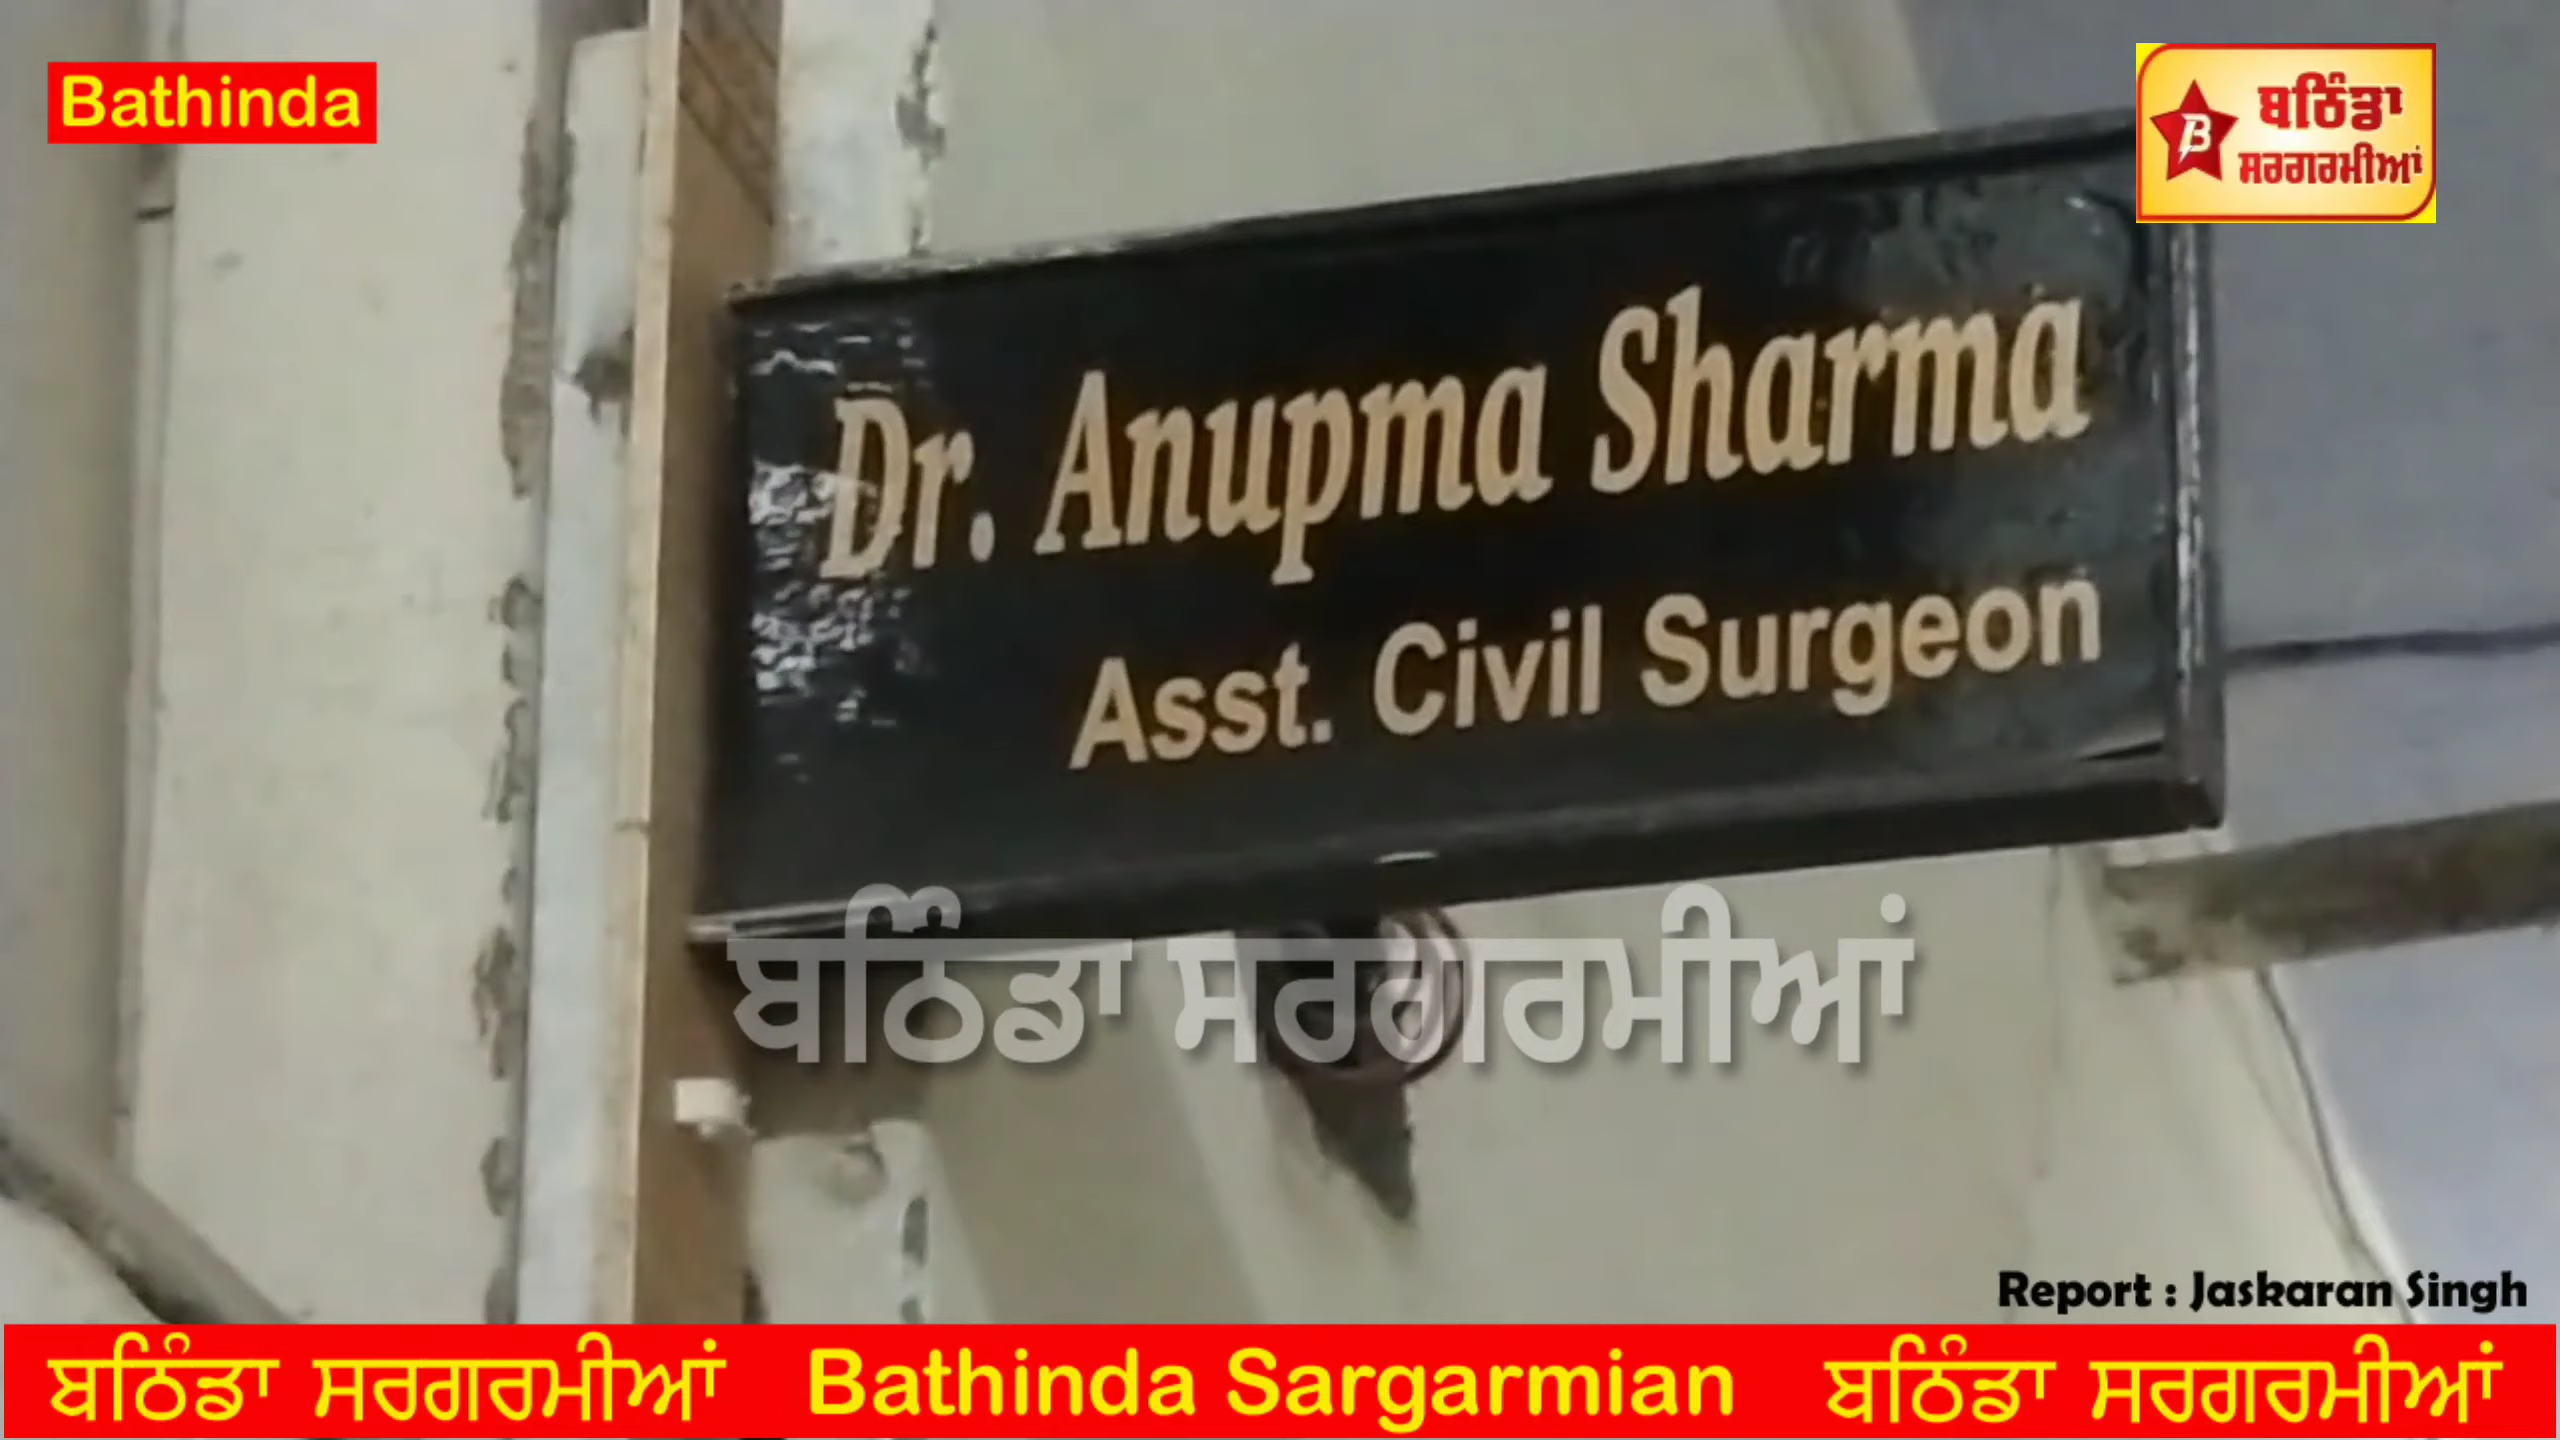 Bathinda
ਬਠਿੰਡਾ
ਸਰਗਰਮੀਆਂ
B
Dr. Anupma Sharma
Asst. Civil Surgeon
ਬਠਿੰਡਾ ਸਰਗਰਮੀਆਂ
Report : Jaskaran Singh
ਬਠਿੰਡਾ ਸਰਗਰਮੀਆਂ Bathinda Sargarmian ਬਠਿੰਡਾ ਸਰਗਰਮੀਆਂ